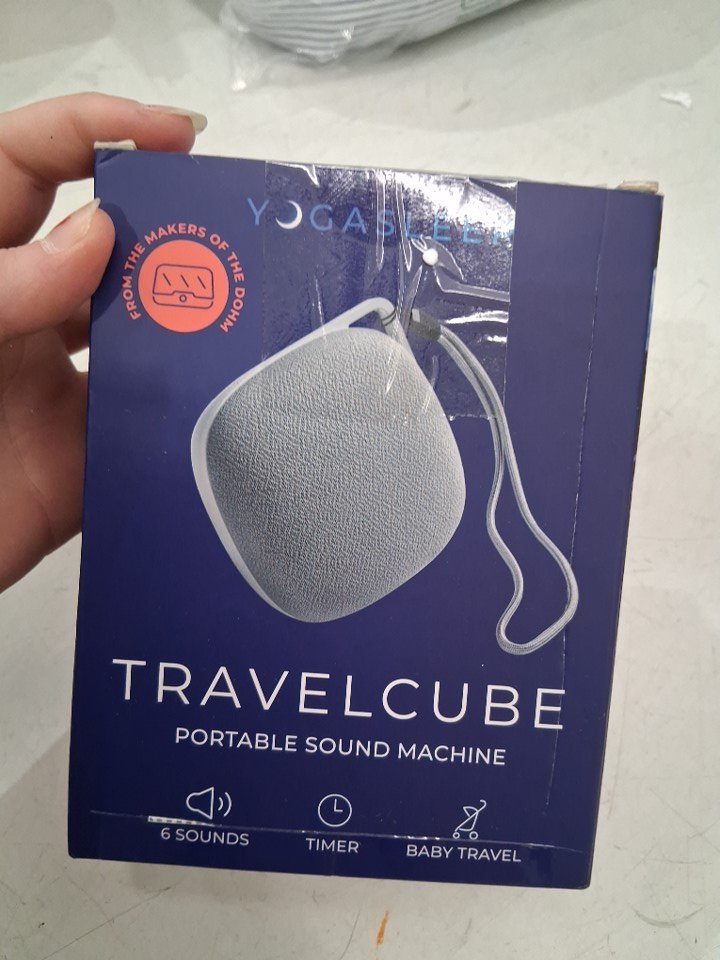 YOGASLEEP
FROM THE MAKERS OF THE DOHM
TRAVELCUBE
PORTABLE SOUND MACHINE
6 SOUNDS
TIMER
BABY TRAVEL